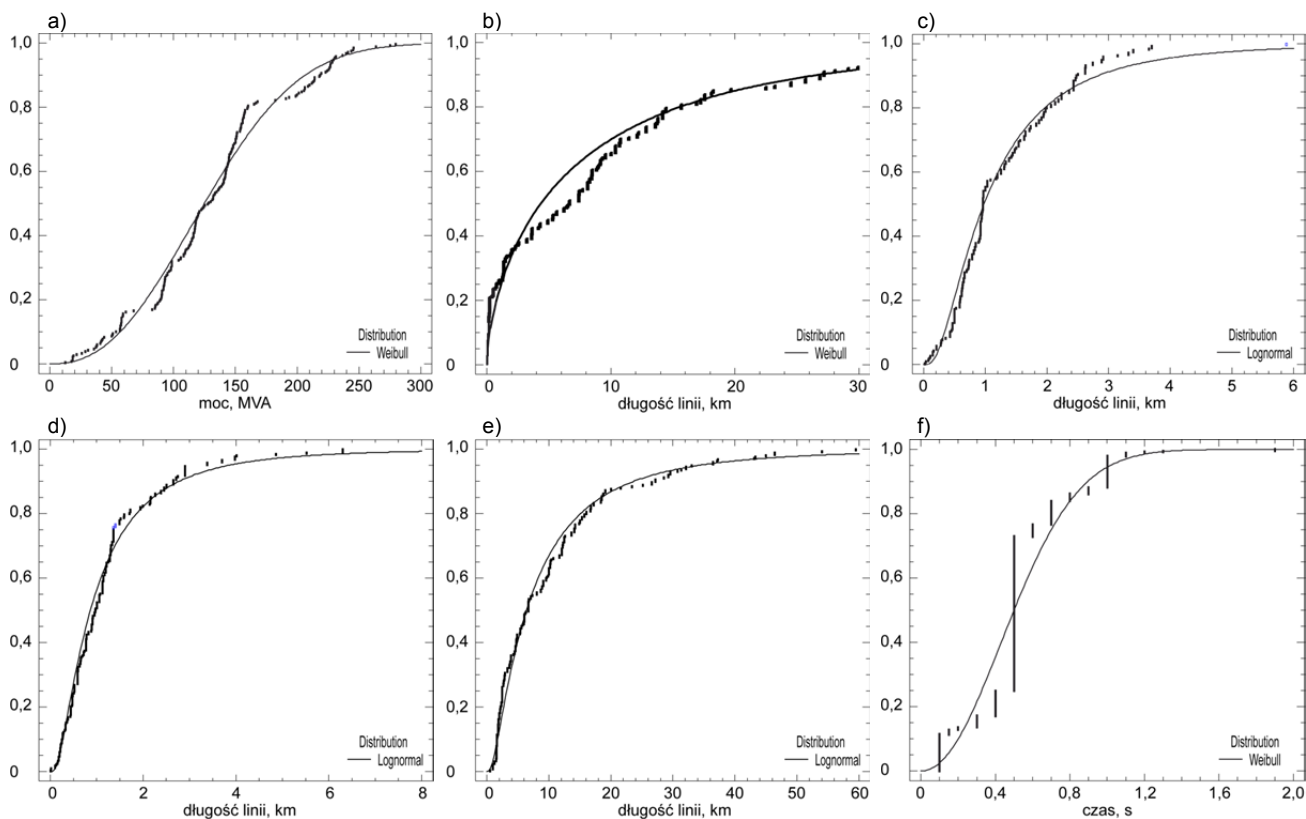 a)
1,0
0,8
0,6
0,4
0,2
0
Distribution
Weibull
0 50 100 150 200 250 300
moc, MVA
b)
1,0
0,8
0,6
0,4
0,2
0
Distribution
Weibull
0 10 20 30
długość linii, km
c)
1,0
0,8
0,6
0,4
0,2
0
Distribution
Lognormal
0 1 2 3 4 5 6
długość linii, km
d)
1,0
0,8
0,6
0,4
0,2
0
Distribution
Lognormal
0 2 4 6 8
długość linii, km
e)
1,0
0,8
0,6
0,4
0,2
0
Distribution
Lognormal
0 10 20 30 40 50 60
długość linii, km
f)
1,0
0,8
0,6
0,4
0,2
0
Distribution
Weibull
0 0,4 0,8 1,2 1,6 2,0
czas, s